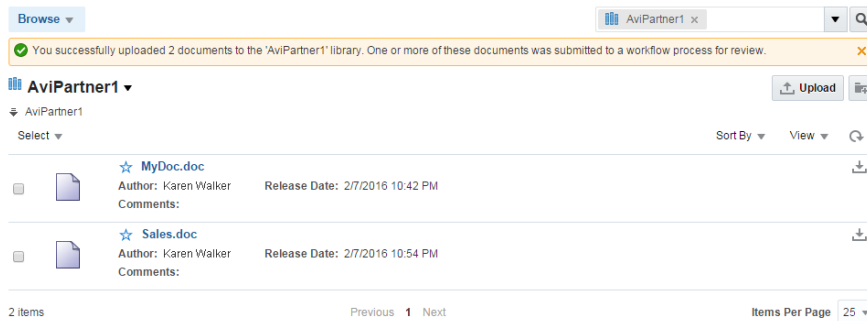 Browse
AviPartner1 ×
You successfully uploaded 2 documents to the 'AviPartner1' library. One or more of these documents was submitted to a workflow process for review.
AviPartner1
Upload
AviPartner1
Select
Sort By View
MyDoc.doc
Author: Karen Walker Release Date: 2/7/2016 10:42 PM
Comments:
Sales.doc
Author: Karen Walker Release Date: 2/7/2016 10:54 PM
Comments:
2 items Previous 1 Next Items Per Page 25